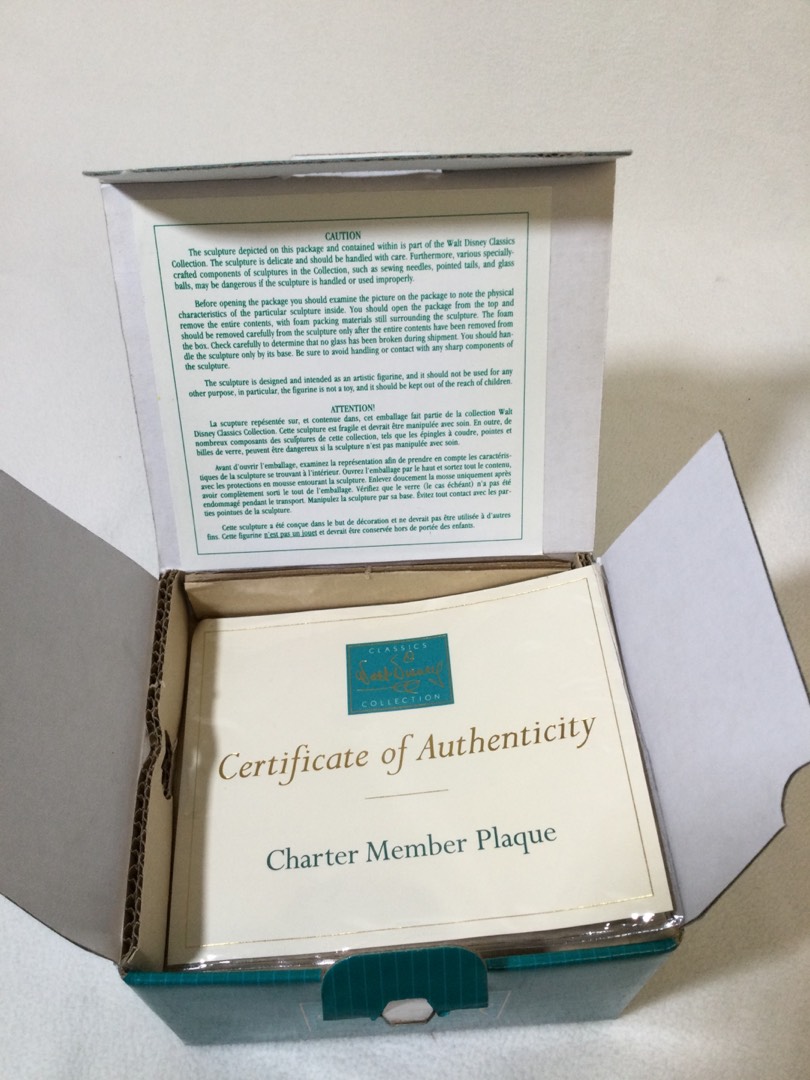 CAUTION
The sculpture depicted on this package and contained within is part of the Walt Disney Classics
Collection. The sculpture is delicate and should be handled with care. Furthermore, various specially-
crafted components of sculptures in the Collection, such as sewing needles, pointed tails, and glass
balls, may be dangerous if the sculpture is handled or used improperly.
Before opening the package you should examine the picture on the package to note the physical
characteristics of the particular sculpture inside. You should open the package from the top and
remove the entire contents, with foam packing materials still surrounding the sculpture. The foam
should be removed carefully from the sculpture only after the entire contents have been removed from
the box. Check carefully to determine that no glass has been broken during shipment. You should han-
dle the sculpture only by its base. Be sure to avoid handling or contact with any sharp components of
the sculpture.
The sculpture is designed and intended as an artistic figurine, and it should not be used for any
other purpose, in particular, the figurine is not a toy, and it should be kept out of the reach of children.
ATTENTION!
La scupture repésentée sur, et contenue dans, cet emballage fait partie de la collection Walt
Disney Classics Collection. Cette sculpture est fragile et devrait être manipulée avec soin. En outre, de
nombreux composants des sculptures de cette collection, tels que les épingles à coudre, pointes et
billes de verre, peuvent être dangereux si la sculpture n'est pas manipulée avec soin.
Avant d'ouvrir l'emballage, examinez la représentation afin de prendre en compte les caractéris-
tiques de la sculpture se trouvant à l'intérieur. Ouvrez l'emballage par le haut et sortez tout le contenu,
avec les protections en mousse entourant la sculpture. Enlevez doucement la mousse uniquement après
avoir complètement sorti le tout de l'emballage. Vérifiez que le verre (le cas échéant) n'a pas été
endommagé pendant le transport. Manipulez la sculpture par sa base. Évitez tout contact avec les par-
ties pointues de la sculpture.
Cette sculpture a été conçue dans le but de décoration et ne devrait pas être utilisée à d'autres
fins. Cette figurine n'est pas un jouet et devrait être conservée hors de portée des enfants.
CLASSICS
Walt Disney
COLLECTION
Certificate of Authenticity
Charter Member Plaque